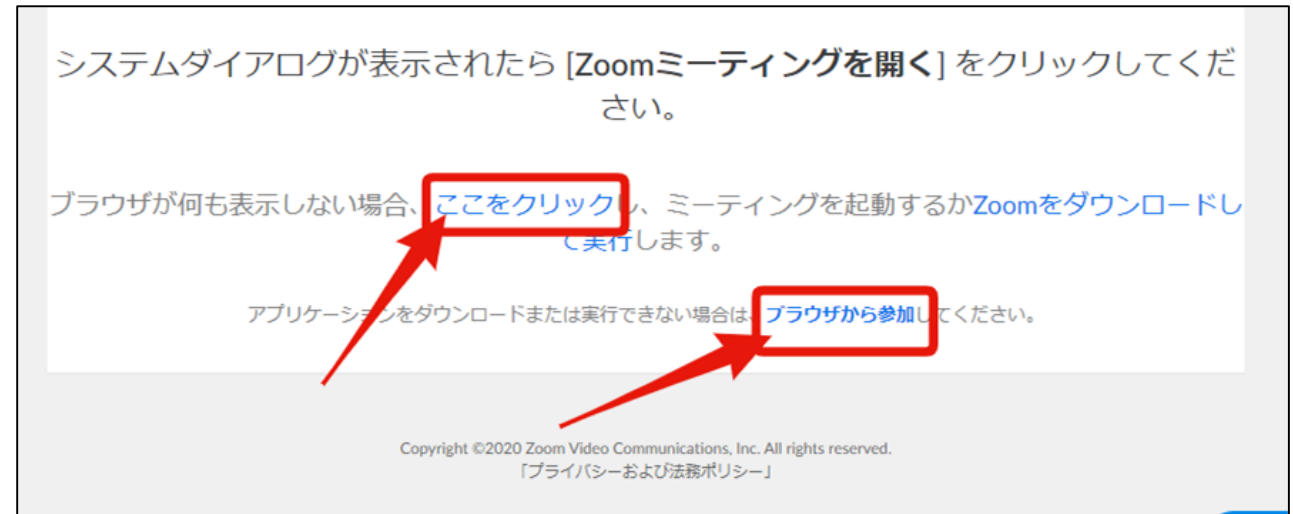 システムダイアログが表示されたら [Zoomミーティングを開く] をクリックしてくだ
さい。
ブラウザが何も表示しない場合、ここをクリックし、ミーティングを起動するかZoomをダウンロードし
て実行します。
アプリケーションをダウンロードまたは実行できない場合は、ブラウザから参加してください。
Copyright ©2020 Zoom Video Communications, Inc. All rights reserved.
「プライバシーおよび法務ポリシー」